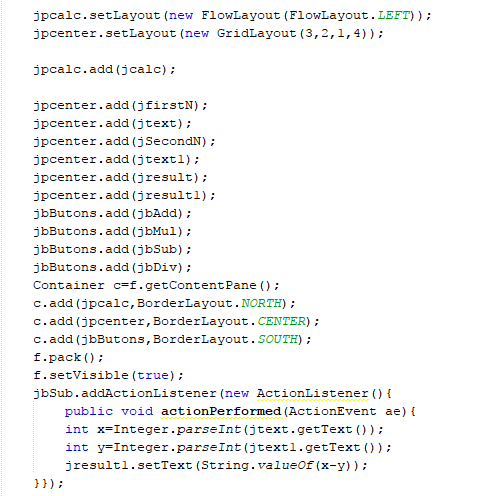 jpcalc.setLayout(new FlowLayout(FlowLayout.LEFT));
jpcenter.setLayout(new GridLayout(3,2,1,4));
jpcalc.add(jcalc);
jpcenter.add(jfirstN);
jpcenter.add(jtext);
jpcenter.add(jSecondN);
jpcenter.add(jtext1);
jpcenter.add(jresult);
jpcenter.add(jresult1);
jbButons.add(jbAdd);
jbButons.add(jbMul);
jbButons.add(jbSub);
jbButons.add(jbDiv);
Container c=f.getContentPane();
c.add(jpcalc,BorderLayout.NORTH);
c.add(jpcenter,BorderLayout.CENTER);
c.add(jbButons,BorderLayout.SOUTH);
f.pack();
f.setVisible(true);
jbSub.addActionListener(new ActionListener(){
    public void actionPerformed(ActionEvent ae){
    int x=Integer.parseInt(jtext.getText());
    int y=Integer.parseInt(jtext1.getText());
    jresult1.setText(String.valueOf(x-y));
}});